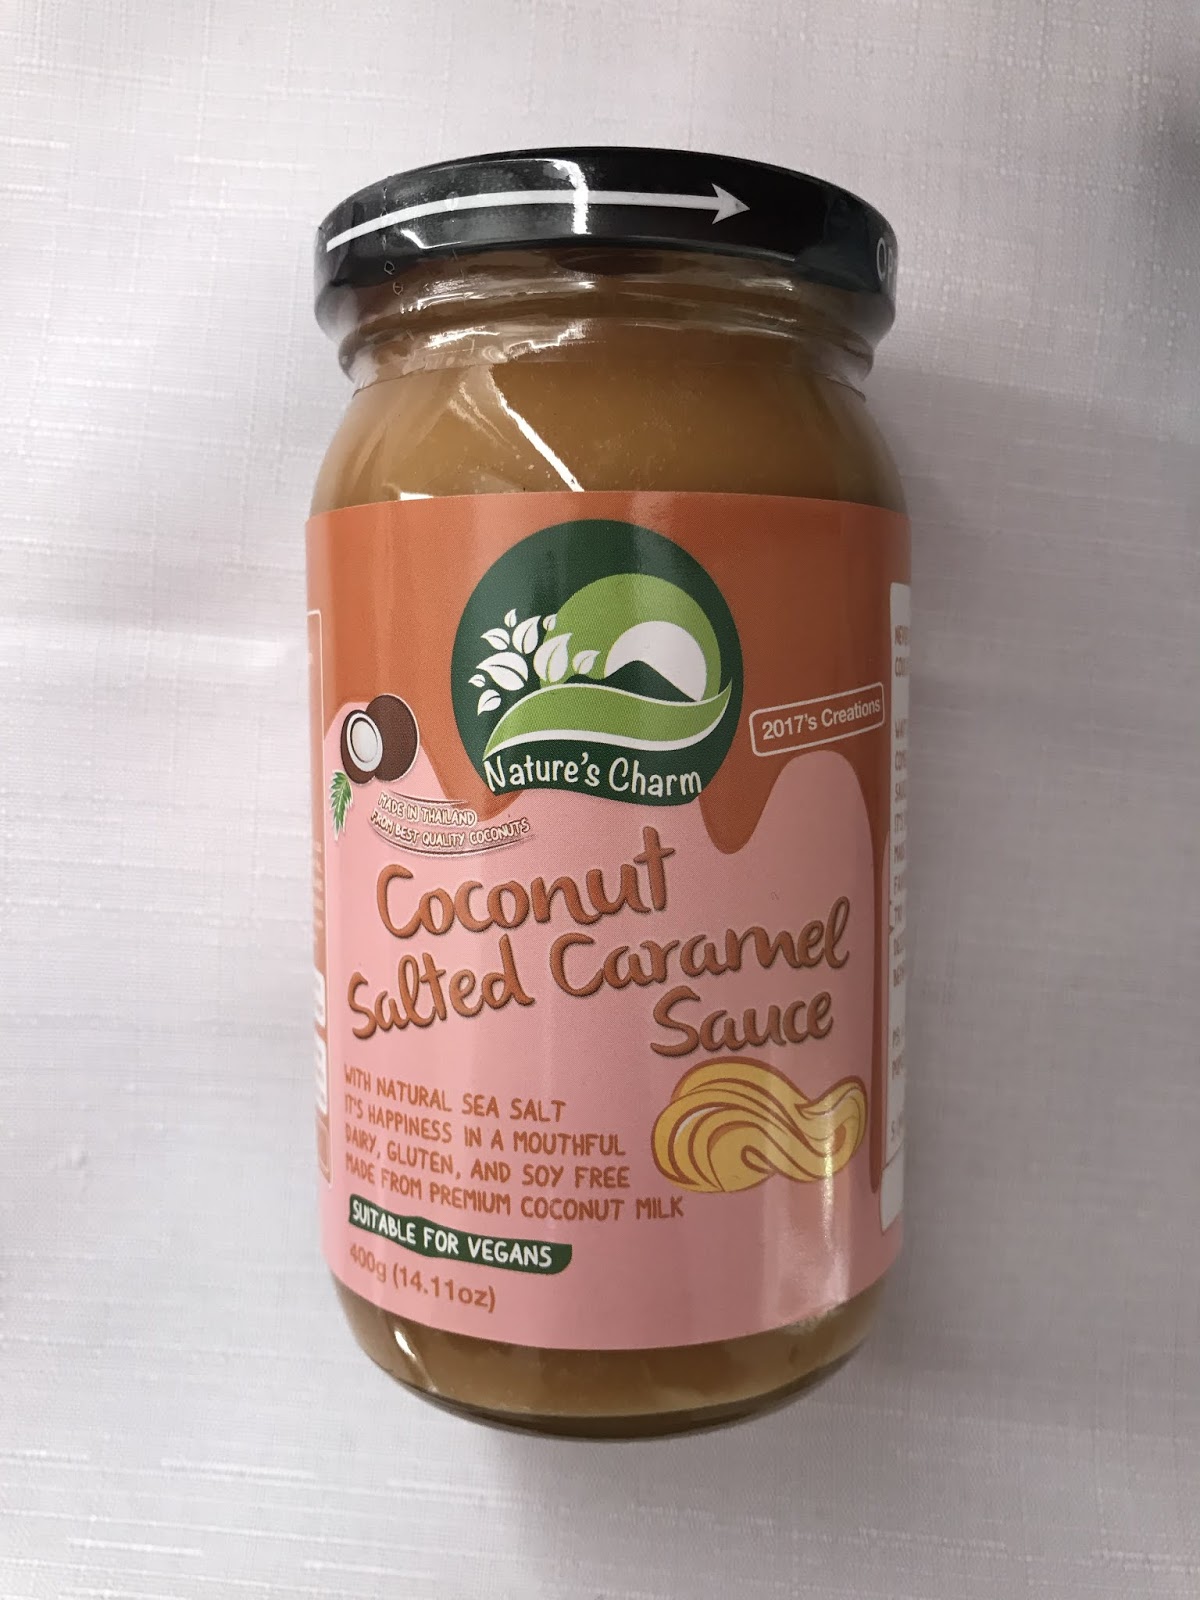 Nature's Charm
2017's Creations
MADE IN THAILAND
FROM BEST QUALITY COCONUTS
Coconut
Salted Caramel
Sauce
WITH NATURAL SEA SALT
IT'S HAPPINESS IN A MOUTHFUL
DAIRY, GLUTEN, AND SOY FREE
MADE FROM PREMIUM COCONUT MILK
SUITABLE FOR VEGANS
400g (14.11oz)